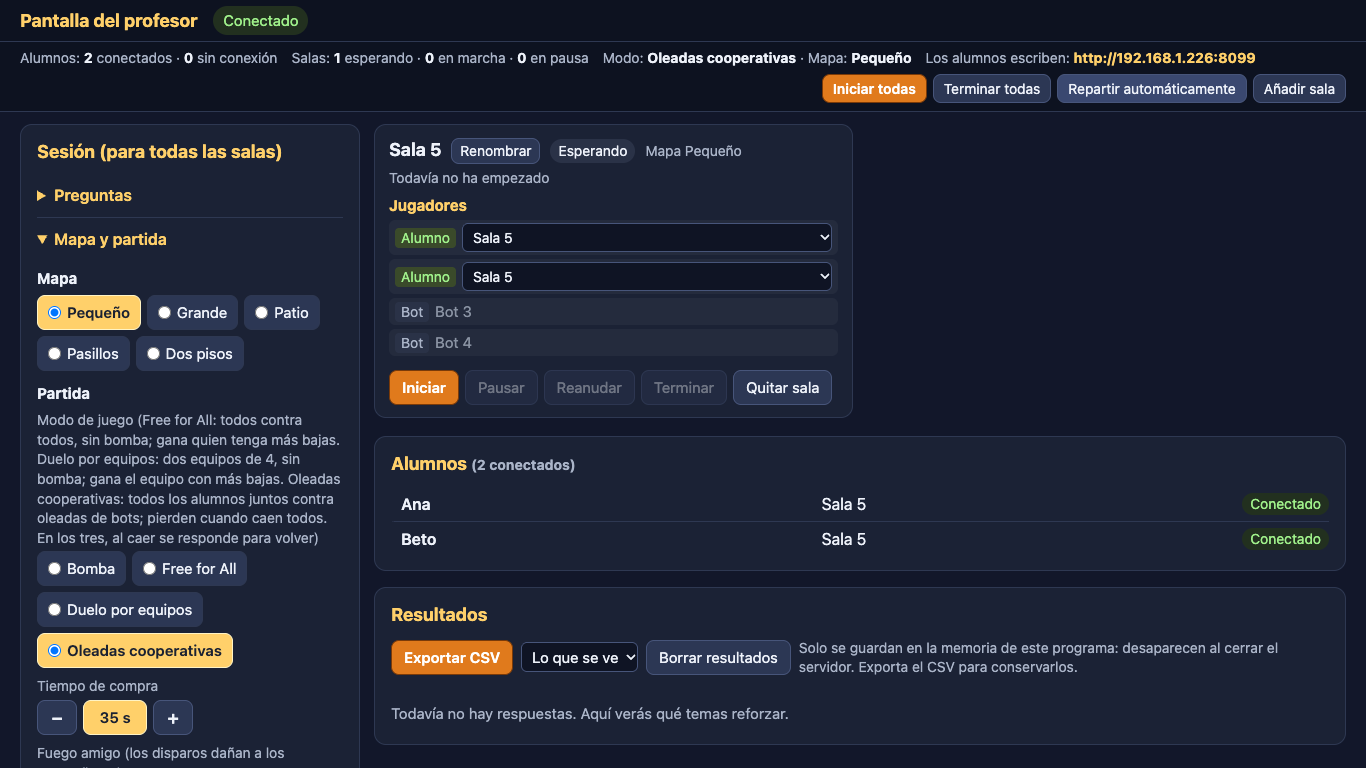 Pantalla del profesor Conectado
Alumnos: 2 conectados · 0 sin conexión Salas: 1 esperando · 0 en marcha · 0 en pausa Modo: Oleadas cooperativas · Mapa: Pequeño Los alumnos escriben: http://192.168.1.226:8099
Iniciar todas Terminar todas Repartir automáticamente Añadir sala
Sesión (para todas las salas)
Preguntas
Mapa y partida
Mapa
Pequeño Grande Patio
Pasillos Dos pisos
Partida
Modo de juego (Free for All: todos contra
todos, sin bomba; gana quien tenga más bajas.
Duelo por equipos: dos equipos de 4, sin
bomba; gana el equipo con más bajas. Oleadas
cooperativas: todos los alumnos juntos contra
oleadas de bots; pierden cuando caen todos.
En los tres, al caer se responde para volver)
Bomba Free for All
Duelo por equipos
Oleadas cooperativas
Tiempo de compra
− 35 s +
Fuego amigo (los disparos dañan a los
Sala 5 Renombrar Esperando Mapa Pequeño
Todavía no ha empezado
Jugadores
Alumno Sala 5
Alumno Sala 5
Bot Bot 3
Bot Bot 4
Iniciar Pausar Reanudar Terminar Quitar sala
Alumnos (2 conectados)
Ana Sala 5 Conectado
Beto Sala 5 Conectado
Resultados
Exportar CSV Lo que se ve Borrar resultados Solo se guardan en la memoria de este programa: desaparecen al cerrar el
servidor. Exporta el CSV para conservarlos.
Todavía no hay respuestas. Aquí verás qué temas reforzar.